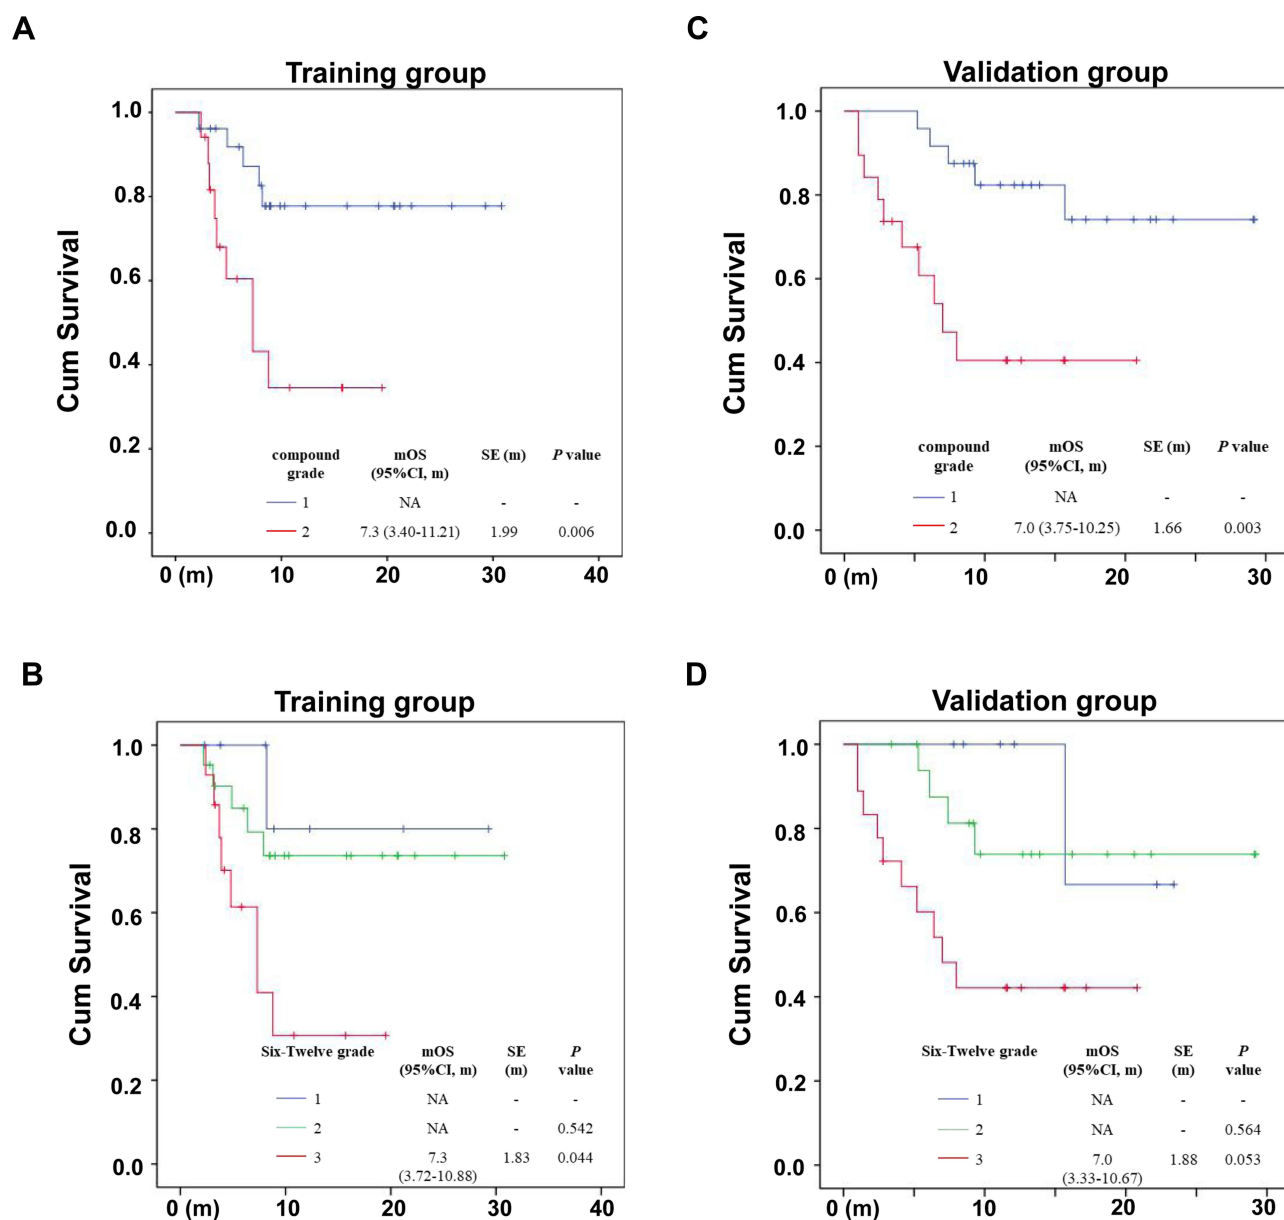 A
Training group
1.0
0.8
0.6
0.4
0.2
0.0
Cum Survival
compound grade mOS (95%CI, m) SE (m) P value
1 NA - -
2 7.3 (3.40-11.21) 1.99 0.006
0 (m) 10 20 30 40
C
Validation group
1.0
0.8
0.6
0.4
0.2
0.0
Cum Survival
compound grade mOS (95%CI, m) SE (m) P value
1 NA - -
2 7.0 (3.75-10.25) 1.66 0.003
0 (m) 10 20 30
B
Training group
1.0
0.8
0.6
0.4
0.2
0.0
Cum Survival
Six-Twelve grade mOS (95%CI, m) SE (m) P value
1 NA - -
2 NA - 0.542
3 7.3 (3.72-10.88) 1.83 0.044
0 (m) 10 20 30 40
D
Validation group
1.0
0.8
0.6
0.4
0.2
0.0
Cum Survival
Six-Twelve grade mOS (95%CI, m) SE (m) P value
1 NA - -
2 NA - 0.564
3 7.0 (3.33-10.67) 1.88 0.053
0 (m) 10 20 30